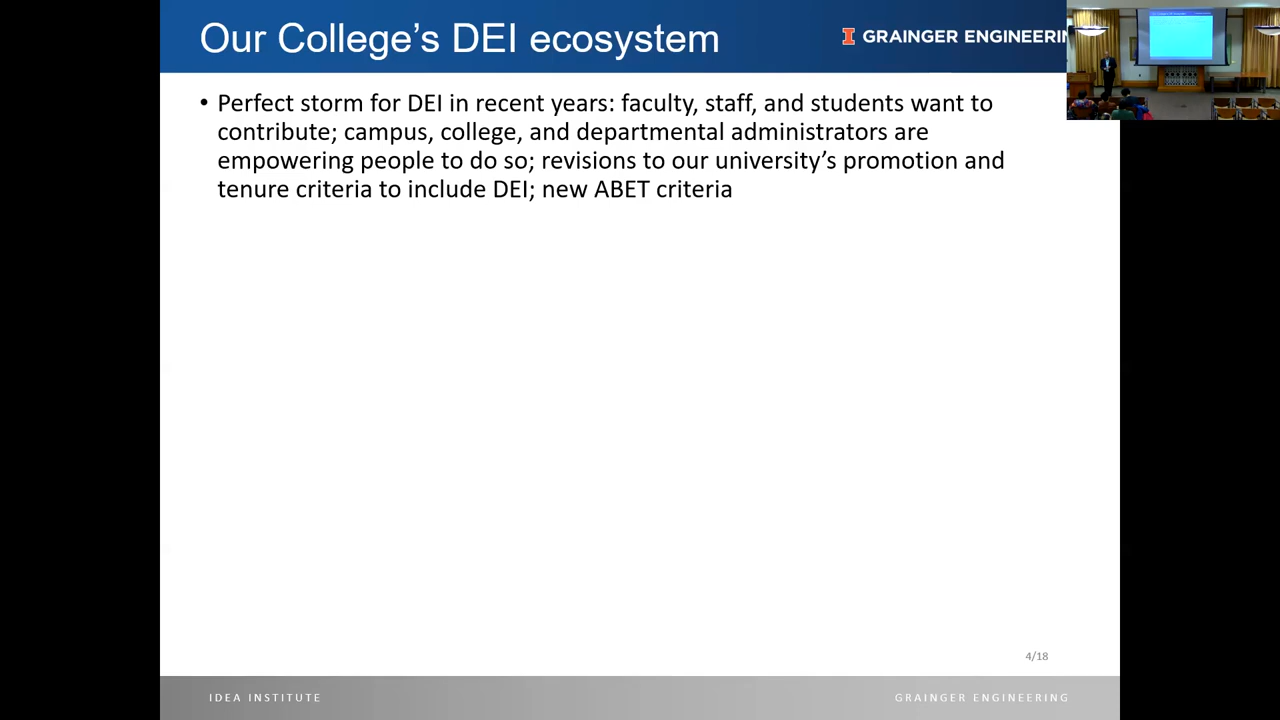 Our College's DEI ecosystem
I GRAINGER ENGINEERIN
• Perfect storm for DEI in recent years: faculty, staff, and students want to
contribute; campus, college, and departmental administrators are
empowering people to do so; revisions to our university's promotion and
tenure criteria to include DEI; new ABET criteria
4/18
IDEA INSTITUTE
GRAINGER ENGINEERING